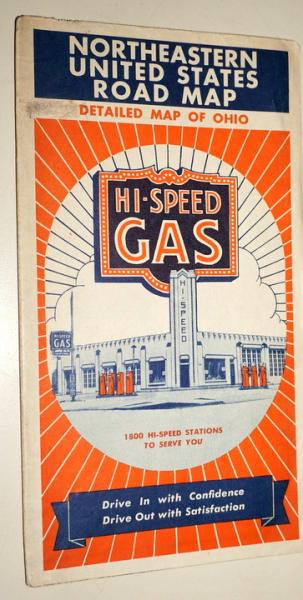 NORTHEASTERN
UNITED STATES
ROAD MAP
DETAILED MAP OF OHIO
HI-SPEED
GAS
HI-SPEED
HI-SPEED
GAS
1800 HI-SPEED STATIONS
TO SERVE YOU
Drive In with Confidence
Drive Out with Satisfaction